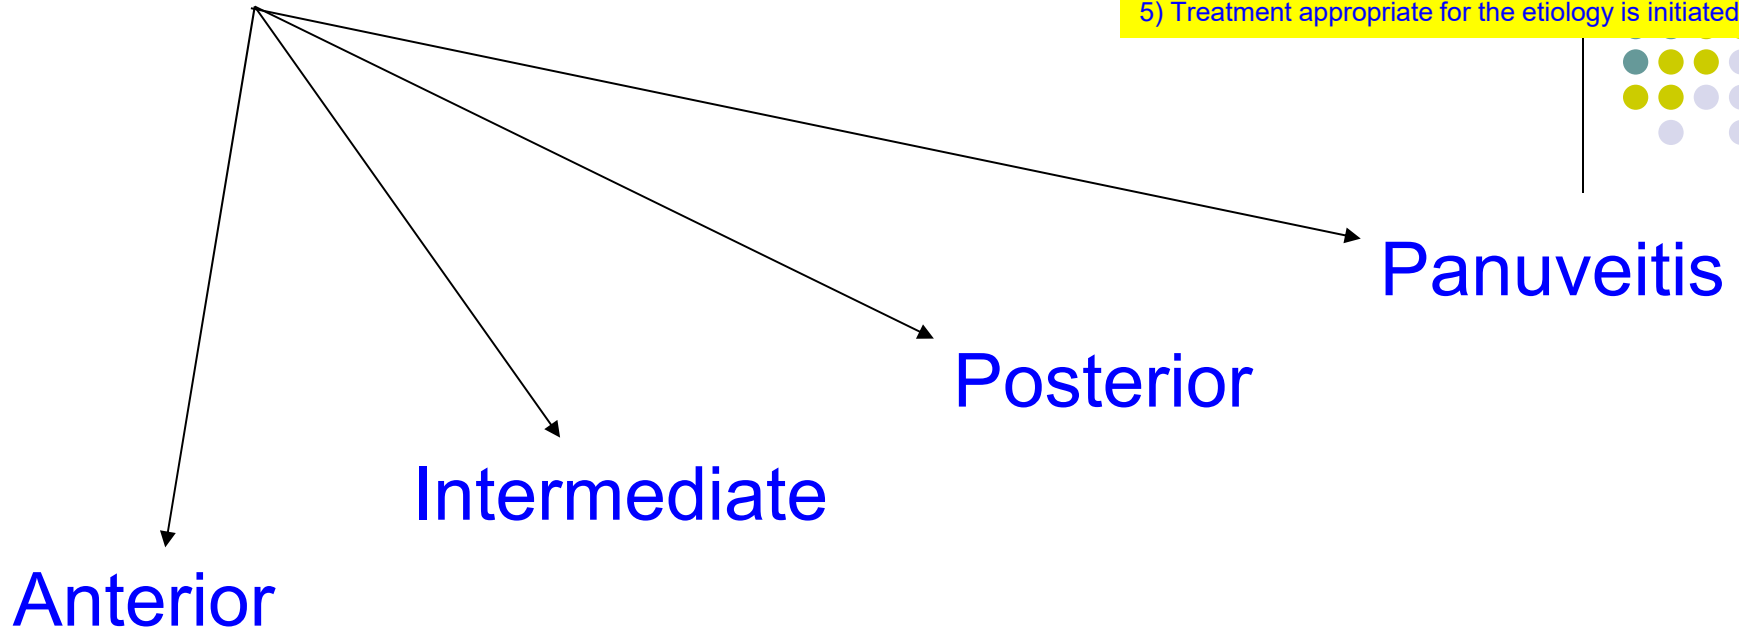 5) Treatment appropriate for the etiology is initiated
Panuveitis
Posterior
Intermediate
Anterior